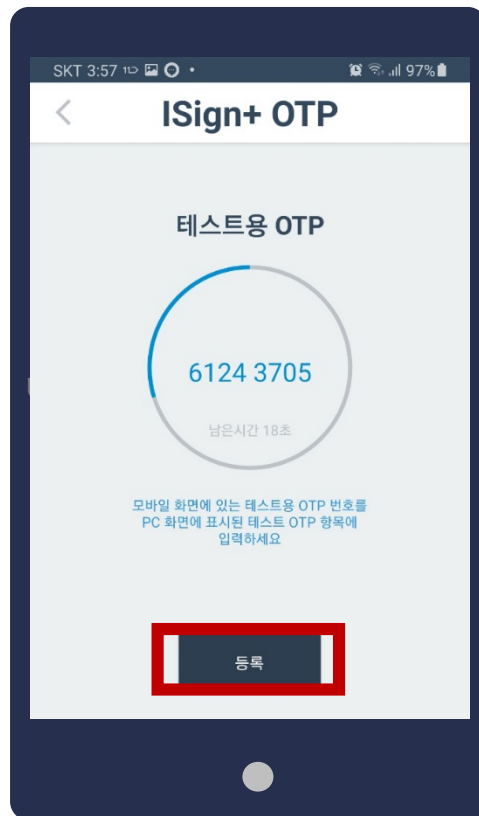 SKT 3:57
97%
ISign+ OTP
테스트용 OTP
6124 3705
남은시간 18초
모바일 화면에 있는 테스트용 OTP 번호를
PC 화면에 표시된 테스트 OTP 항목에
입력하세요
등록